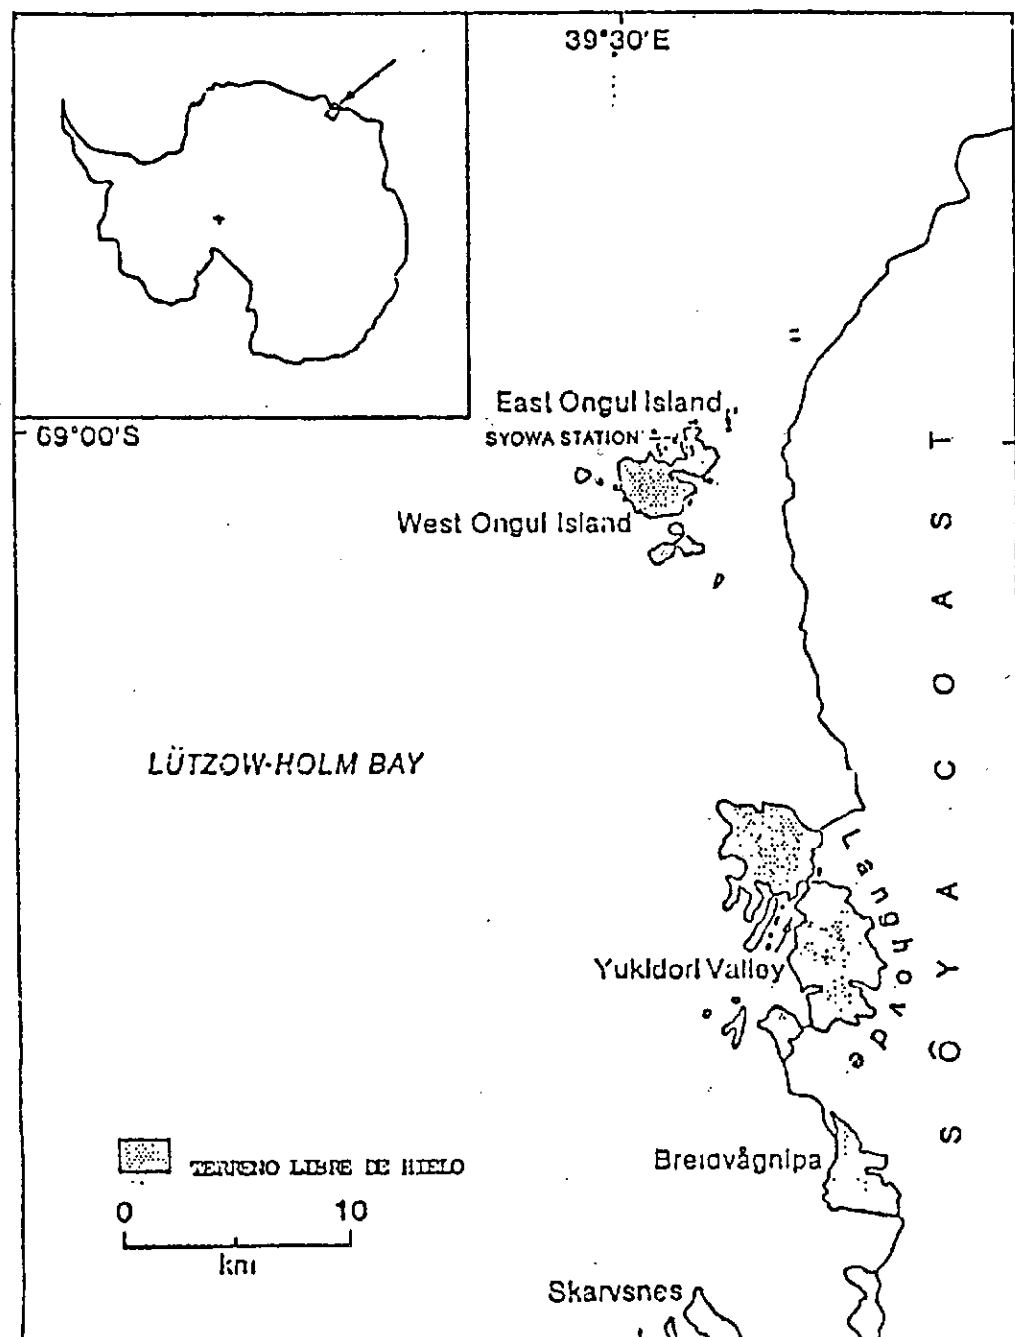 39°30'E
East Ongul Island
69°00'S
SYOWA STATION
West Ongul Island
SÔYA COAST
LÜTZOW-HOLM BAY
Langhovde
Yukidori Valley
Breidvågnipa
TERRENO LIBRE DE HIELO
0 10
km
Skarvsnes